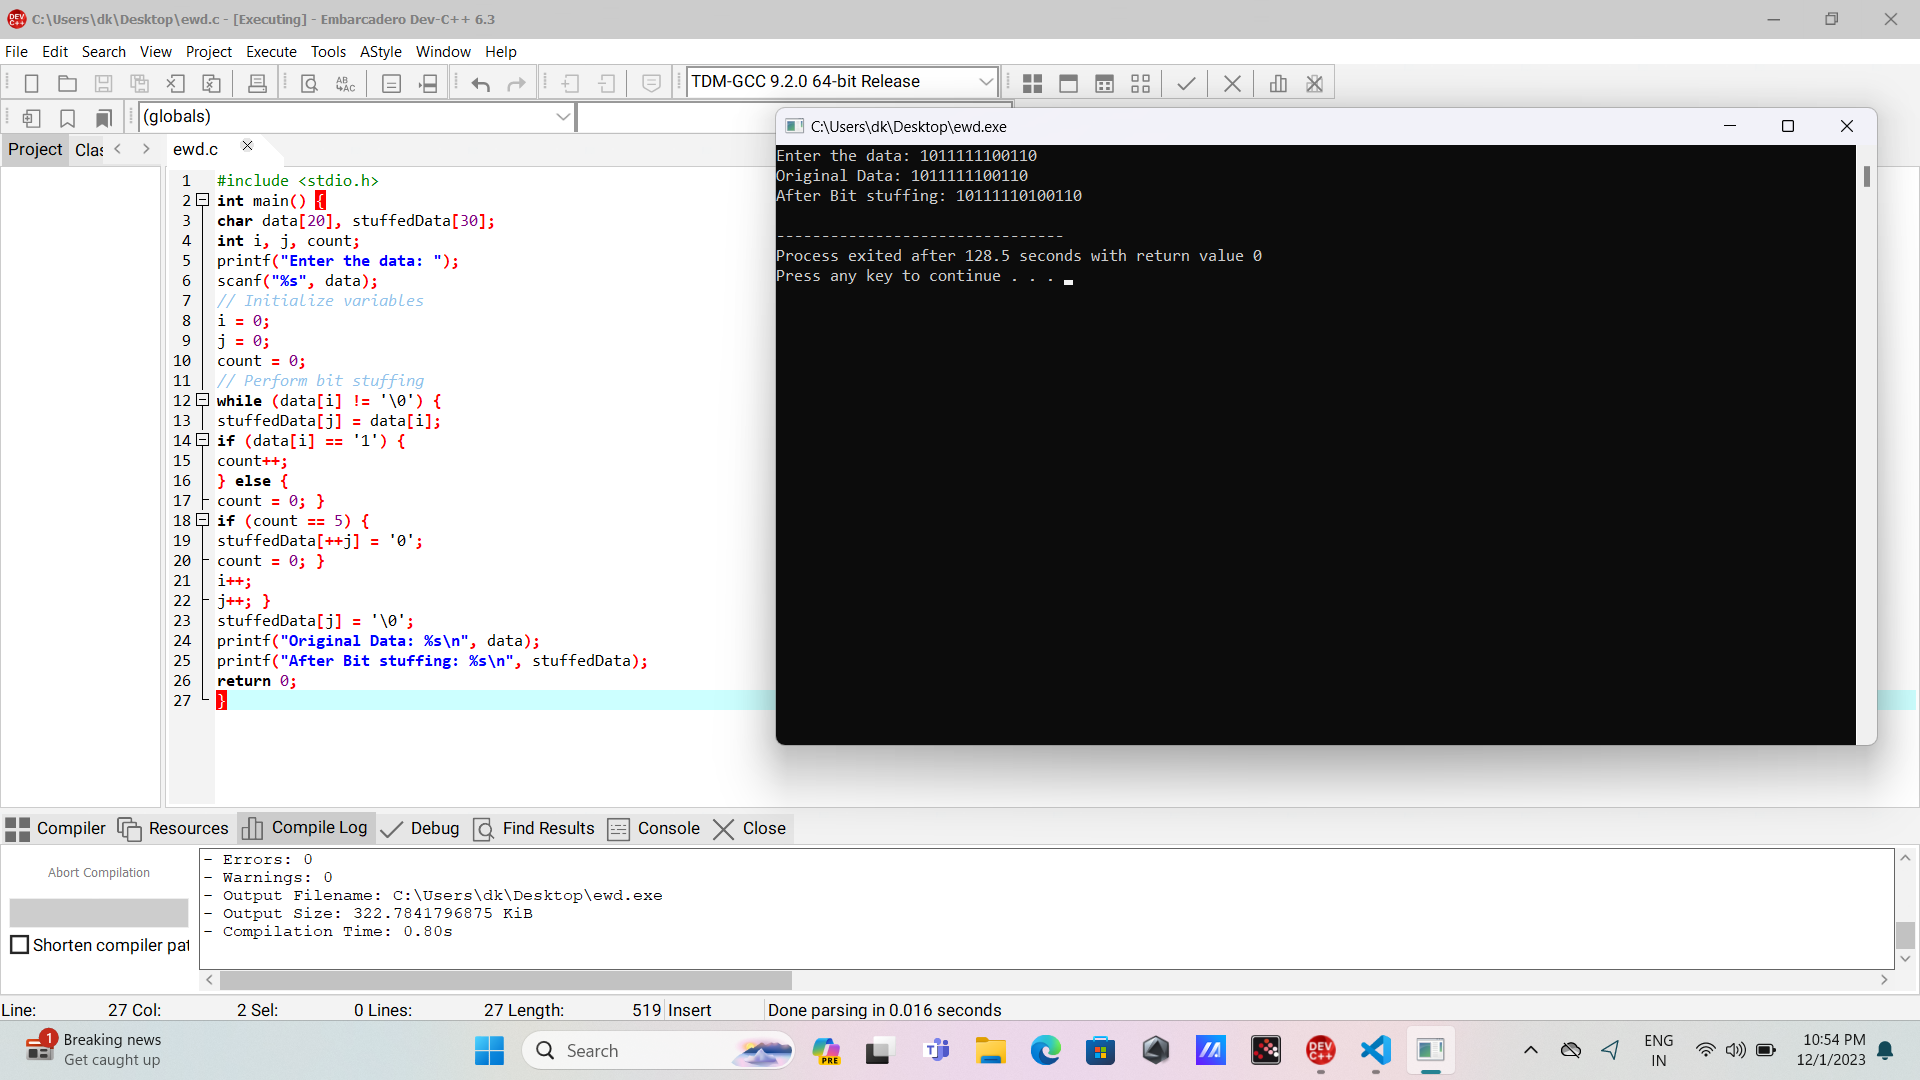 C:\Users\dk\Desktop\ewd.c - [Executing] - Embarcadero Dev-C++ 6.3
File Edit Search View Project Execute Tools AStyle Window Help
TDM-GCC 9.2.0 64-bit Release
(globals)
Project Clas
ewd.c
1 #include <stdio.h>
2 int main() {
3 char data[20], stuffedData[30];
4 int i, j, count;
5 printf("Enter the data: ");
6 scanf("%s", data);
7 // Initialize variables
8 i = 0;
9 j = 0;
10 count = 0;
11 // Perform bit stuffing
12 while (data[i] != '\0') {
13 stuffedData[j] = data[i];
14 if (data[i] == '1') {
15 count++;
16 } else {
17 count = 0; }
18 if (count == 5) {
19 stuffedData[++j] = '0';
20 count = 0; }
21 i++;
22 j++; }
23 stuffedData[j] = '\0';
24 printf("Original Data: %s\n", data);
25 printf("After Bit stuffing: %s\n", stuffedData);
26 return 0;
27 }
C:\Users\dk\Desktop\ewd.exe
Enter the data: 1011111100110
Original Data: 1011111100110
After Bit stuffing: 10111110100110
--------------------------------
Process exited after 128.5 seconds with return value 0
Press any key to continue . . .
Compiler Resources Compile Log Debug Find Results Console Close
Abort Compilation
Shorten compiler pat
- Errors: 0
- Warnings: 0
- Output Filename: C:\Users\dk\Desktop\ewd.exe
- Output Size: 322.7841796875 KiB
- Compilation Time: 0.80s
Line: 27 Col: 2 Sel: 0 Lines: 27 Length: 519 Insert Done parsing in 0.016 seconds
1
Breaking news
Get caught up
Search
PRE
DEV C++
ENG
IN
10:54 PM
12/1/2023